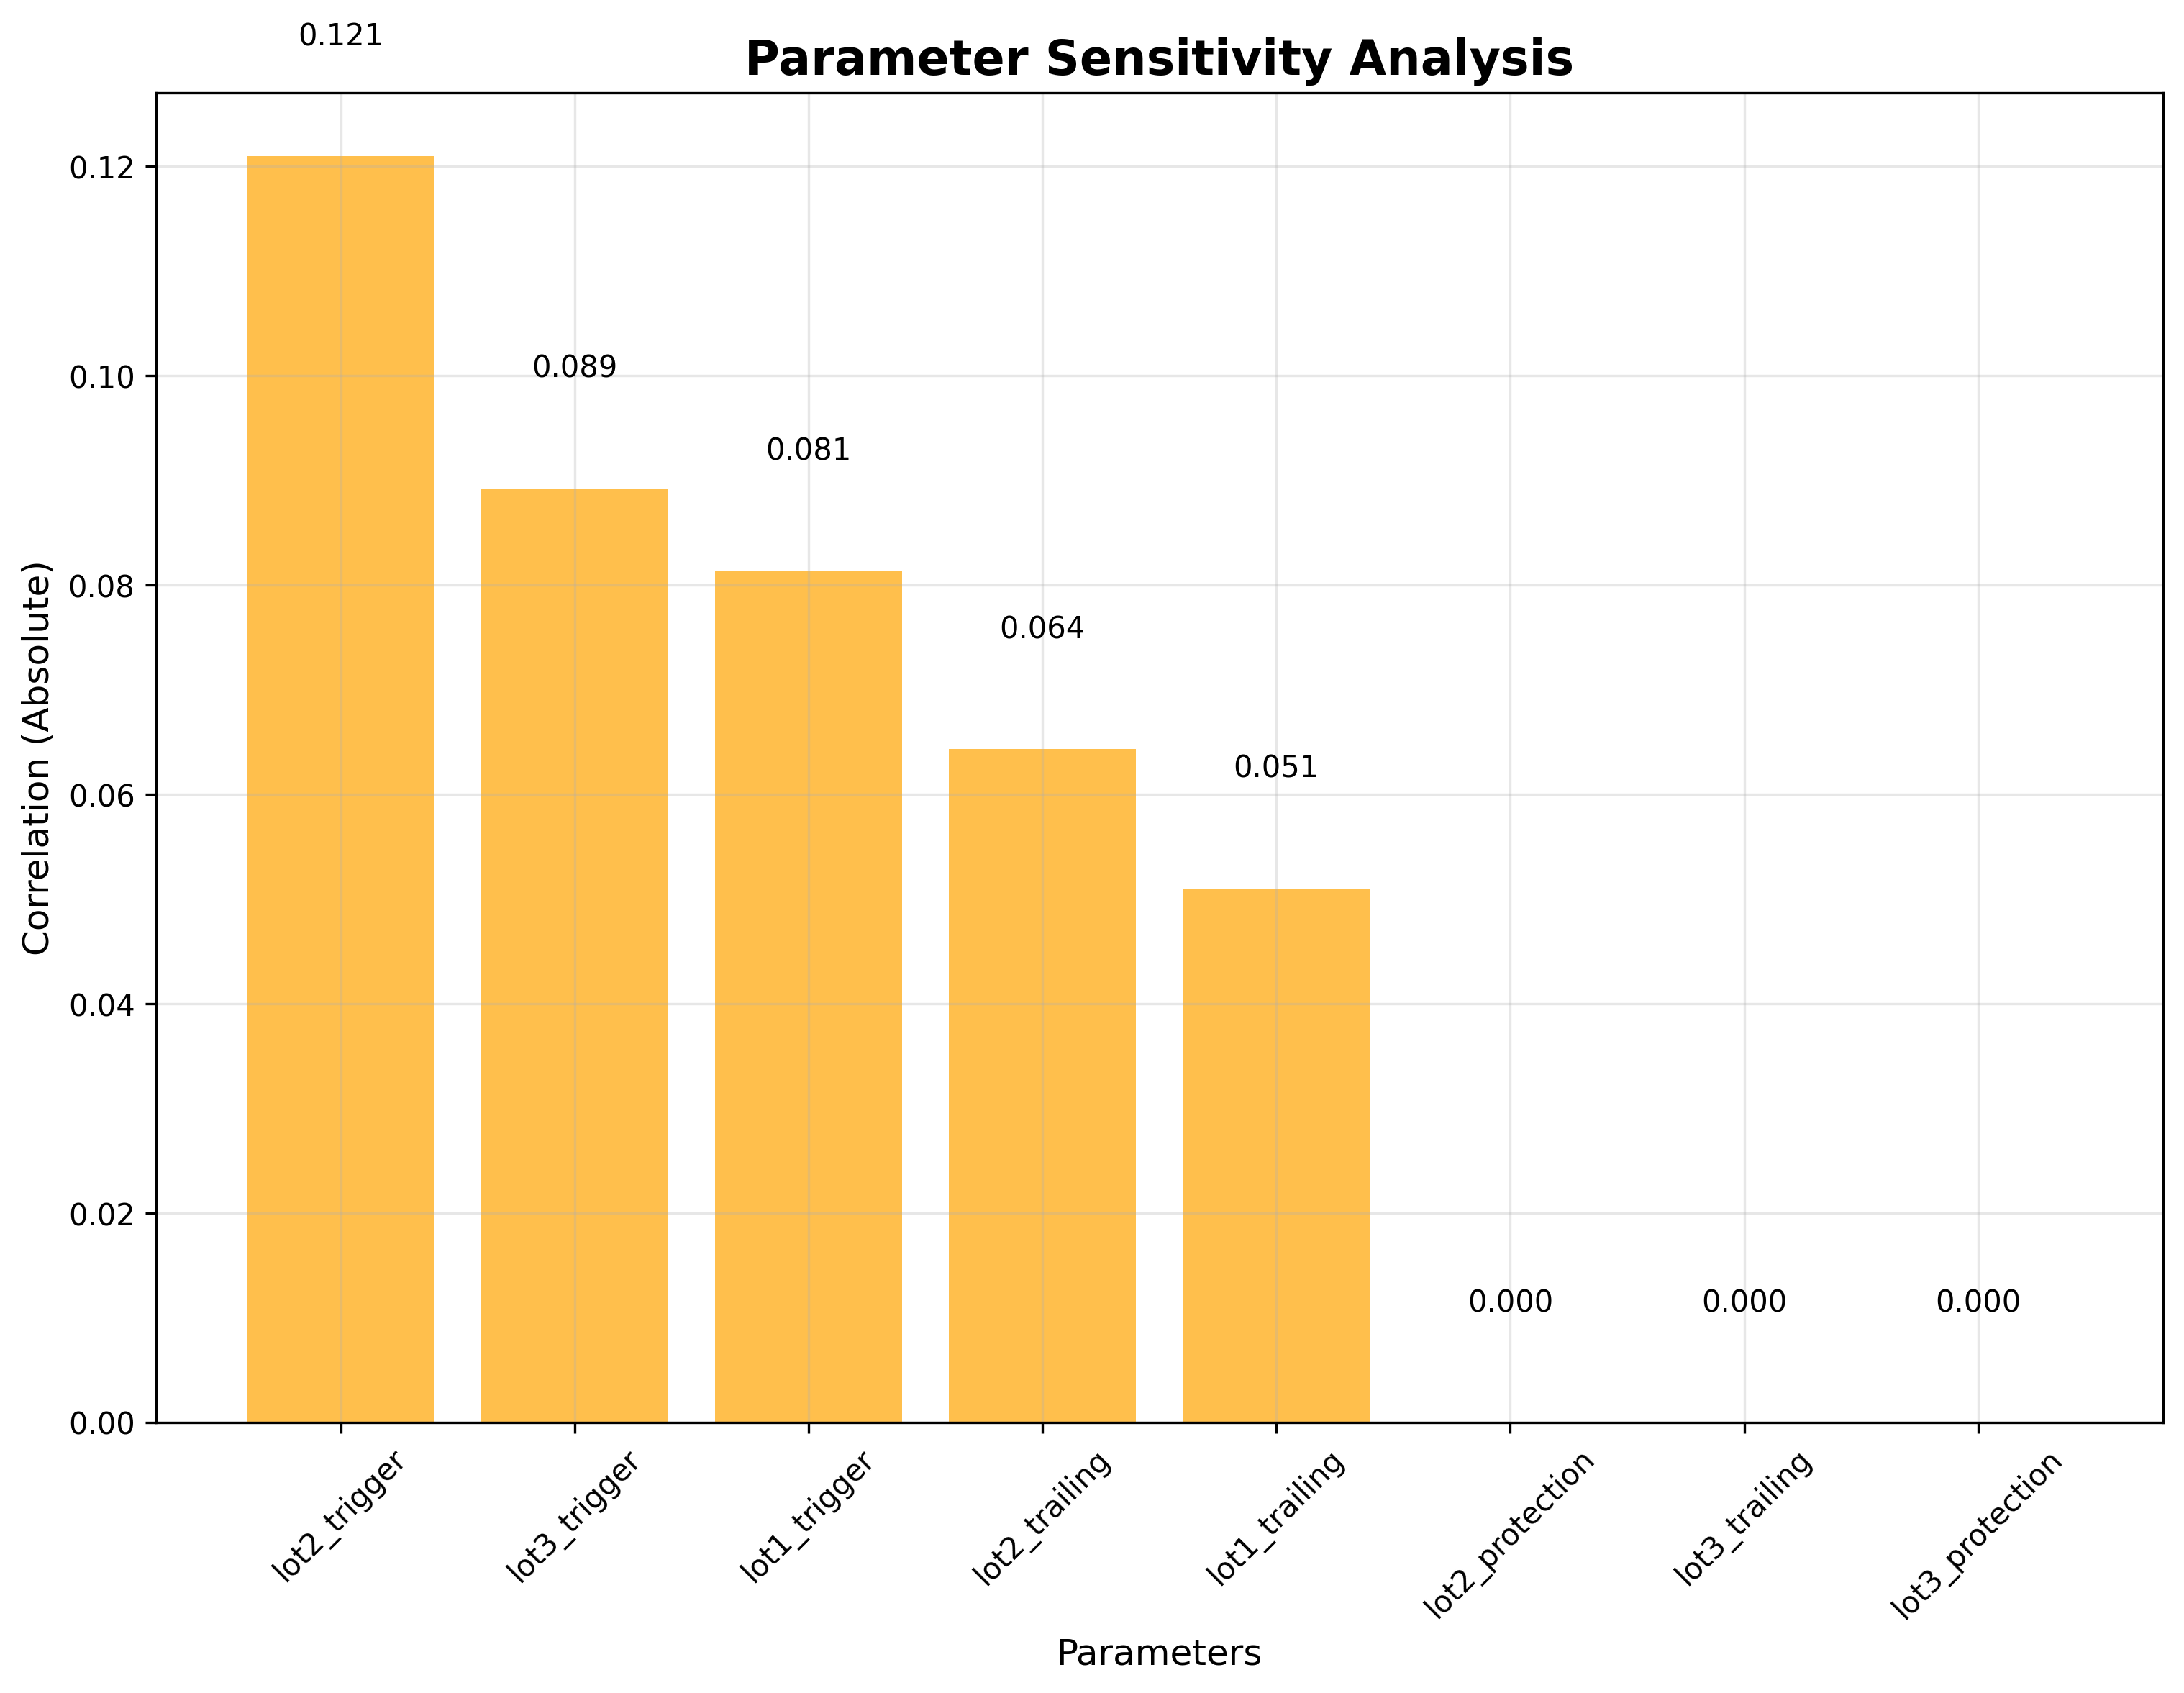 0.121
Parameter Sensitivity Analysis
0.12
0.10
0.08
0.06
0.04
0.02
0.00
Correlation (Absolute)
0.089
0.081
0.064
0.051
0.000
0.000
0.000
lot2_trigger
lot3_trigger
lot1_trigger
lot2_trailing
lot1_trailing
lot2_protection
lot3_trailing
lot3_protection
Parameters